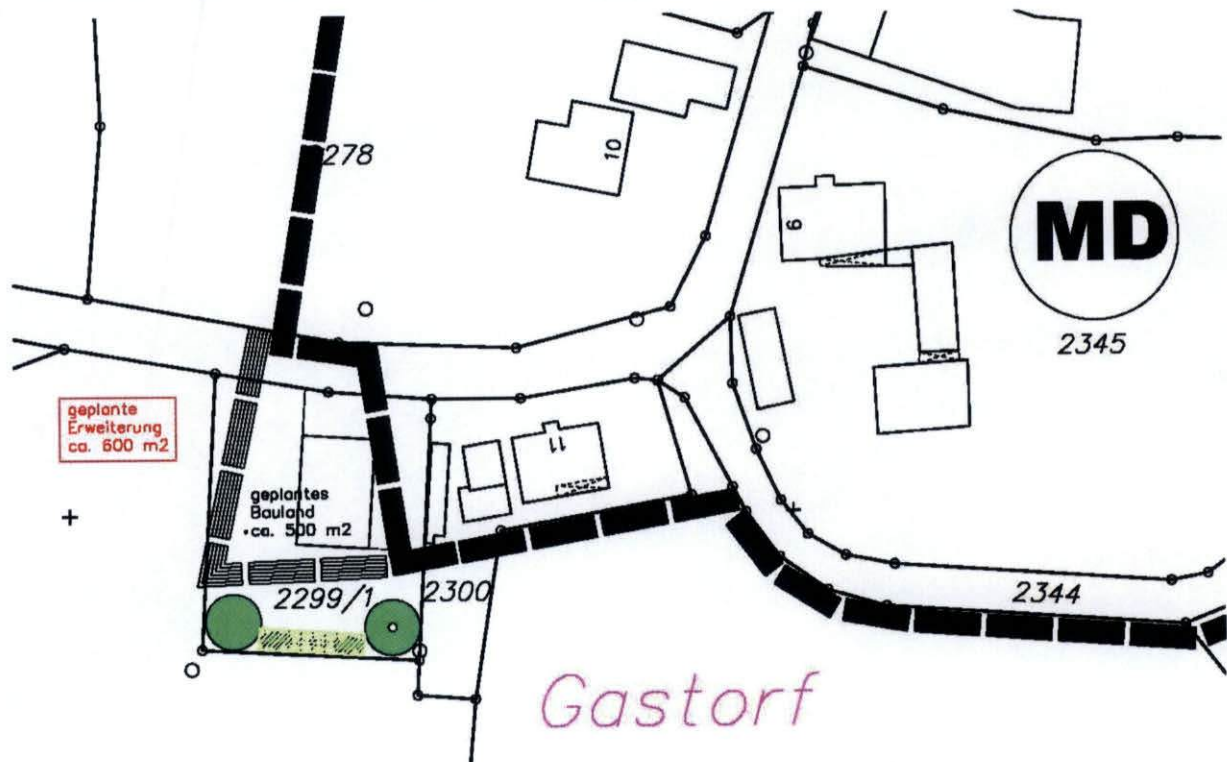 278
10
6
MD
2345
geplante
Erweiterung
ca. 600 m2
11
geplantes
Bauland
ca. 500 m2
2299/1
2300
2344
Gastorf